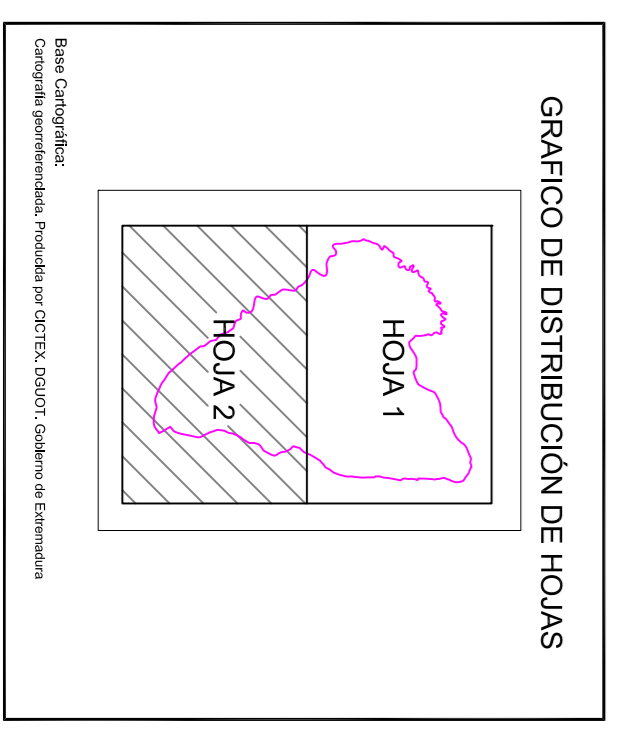 GRAFICO DE DISTRIBUCIÓN DE HOJAS
HOJA 1
HOJA 2
Base Cartográfica:
Cartografía georreferenciada. Producida por CICTEX. DGUOT. Gobierno de Extremadura